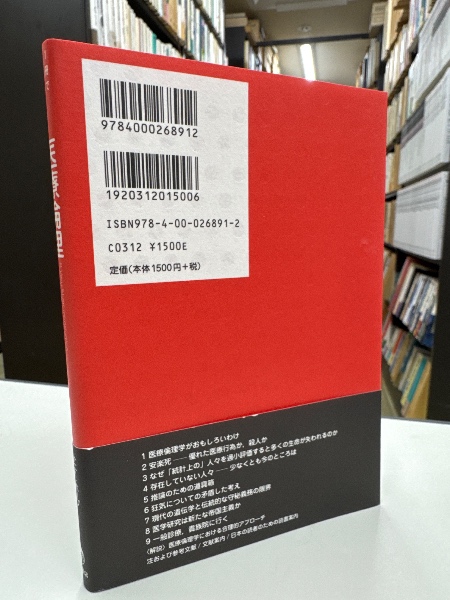 9784000268912
1920312015006
ISBN978-4-00-026891-2
C0312 ¥1500E
定価(本体1500円+税)
1 医療倫理学がおもしろいわけ
2 安楽死——優れた医療行為か，殺人か
3 なぜ「統計上の」人々を過小評価すると多くの生命が失われるのか
4 存在していない人々——少なくとも今のところは
5 推論のための道具箱
6 狂気についての矛盾した考え
7 現代の遺伝学と伝統的な守秘義務の限界
8 医学研究は新たな帝国主義か
9 一般診療，貴族院に行く
〈解説〉医療倫理学における合理的アプローチ
注および参考文献／文献案内／日本の読者のための読書案内